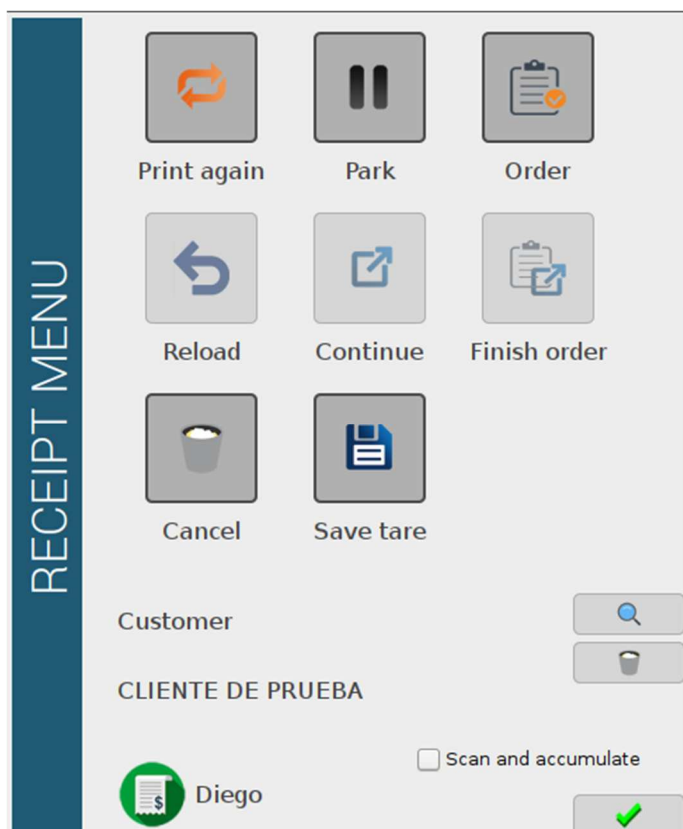 RECEIPT MENU
Print again
Park
Order
Reload
Continue
Finish order
Cancel
Save tare
Customer
CLIENTE DE PRUEBA
Scan and accumulate
$
Diego